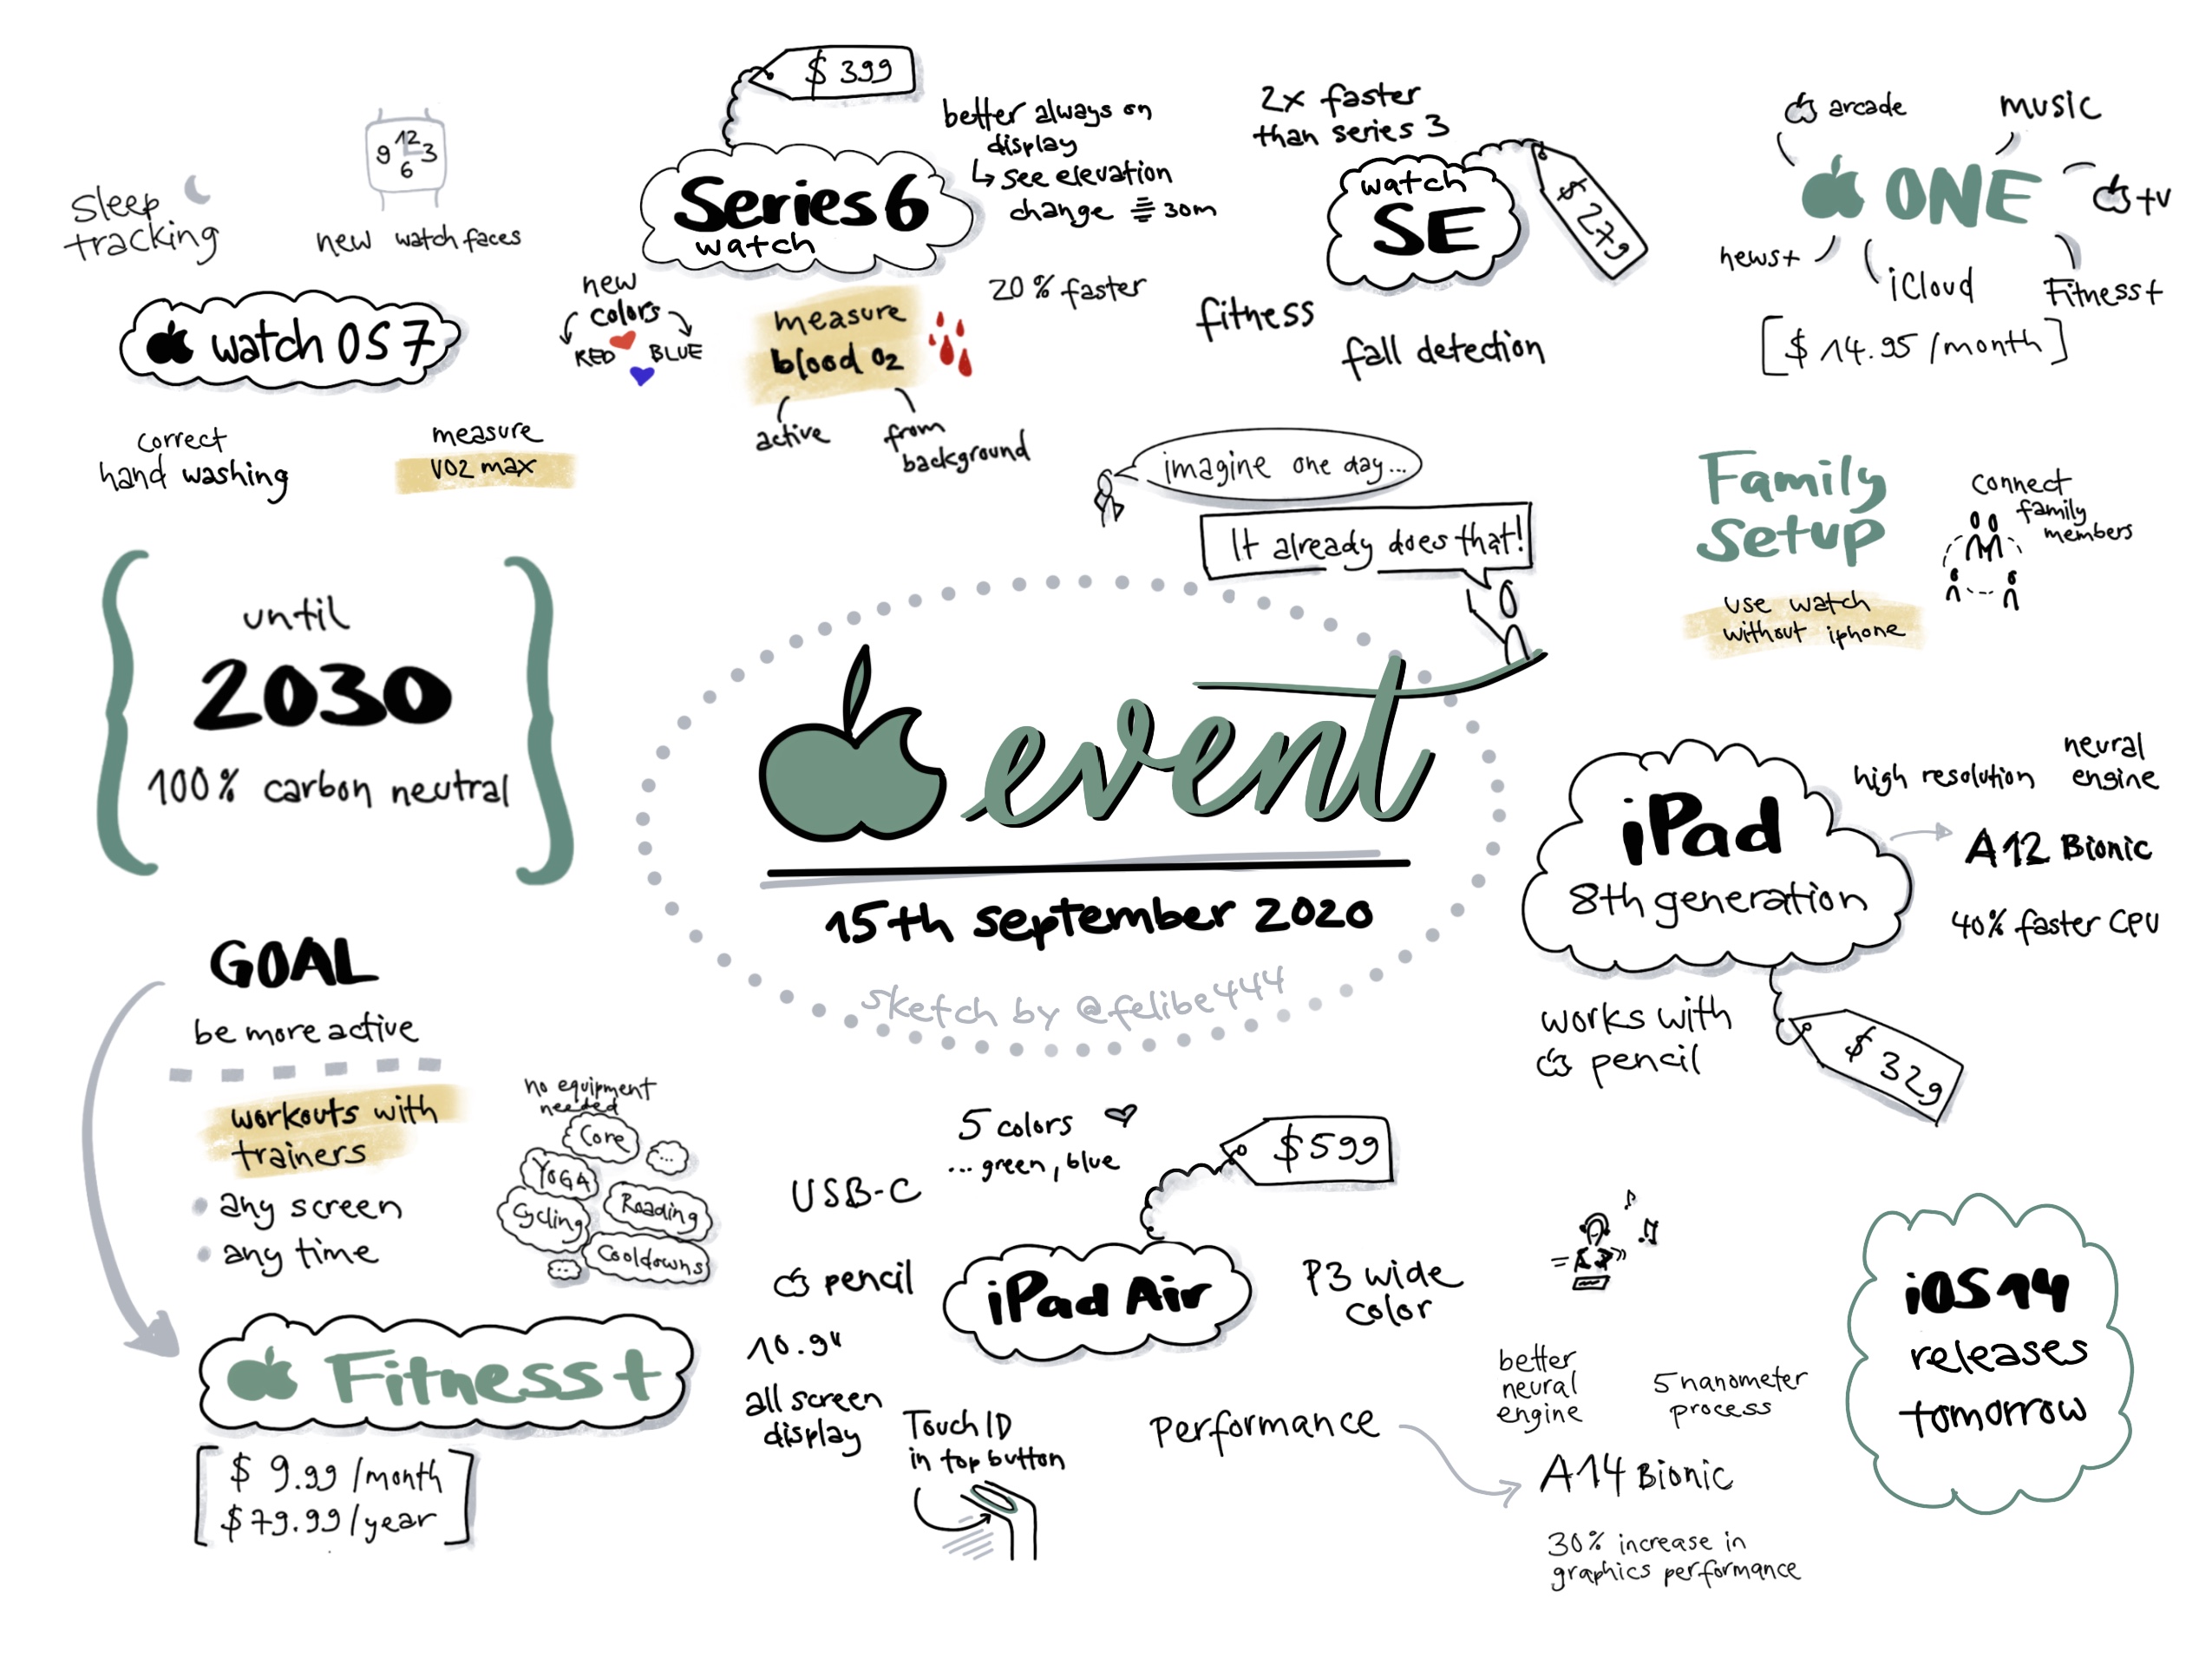 sleep
tracking
12
9 3
6
new watch faces
watch OS 7
correct
hand washing
measure
VO2 max
$ 399
Series 6
watch
better always on
display
↳ see elevation
change 30m
20% faster
new
colors
RED BLUE
measure
blood O2
active
from
background
2x faster
than series 3
watch
SE
$ 279
fitness
fall detection
arcade
music
ONE
tv
news+
iCloud
Fitness+
[$ 14.95 /month]
imagine one day...
It already does that!
Family
Setup
connect
family
members
use watch
without iphone
until
2030
100% carbon neutral
event
15th september 2020
sketch by @felibe444
iPad
8th generation
high resolution
neural
engine
A12 Bionic
40% faster CPU
works with
pencil
$ 329
GOAL
be more active
workouts with
trainers
any screen
any time
no equipment
needed
Core
...
YOGA
Cycling
Roading
Cooldowns
...
Fitness+
[$ 9.99 /month
$79.99 /year]
5 colors
... green, blue
$599
USB-C
pencil
iPad Air
P3 wide
color
10.9"
all screen
display
Touch ID
in top button
Performance
better
neural
engine
5 nanometer
process
A14 Bionic
30% increase in
graphics performance
iOS14
releases
tomorrow